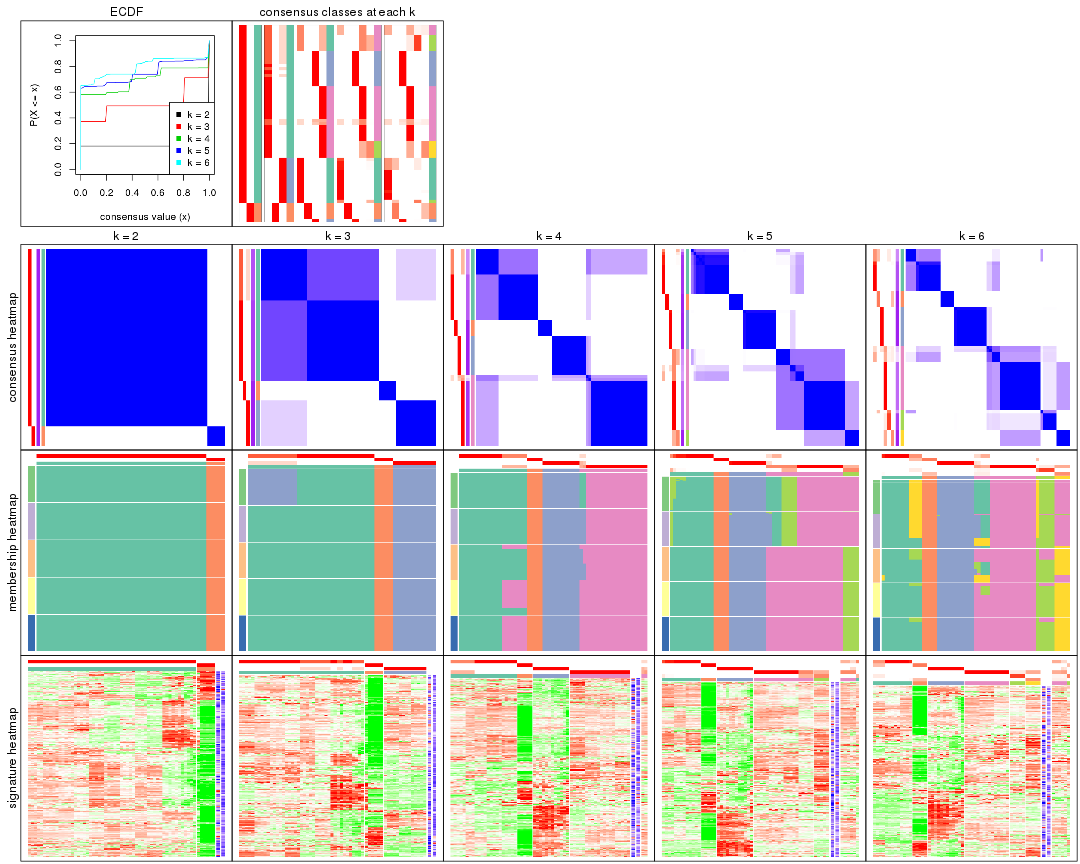 ECDF
consensus classes at each k
P(X <= x)
0.0
0.2
0.4
0.6
0.8
1.0
k = 2
k = 3
k = 4
k = 5
k = 6
0.0 0.2 0.4 0.6 0.8 1.0
consensus value (x)
k = 2
k = 3
k = 4
k = 5
k = 6
consensus heatmap
membership heatmap
signature heatmap